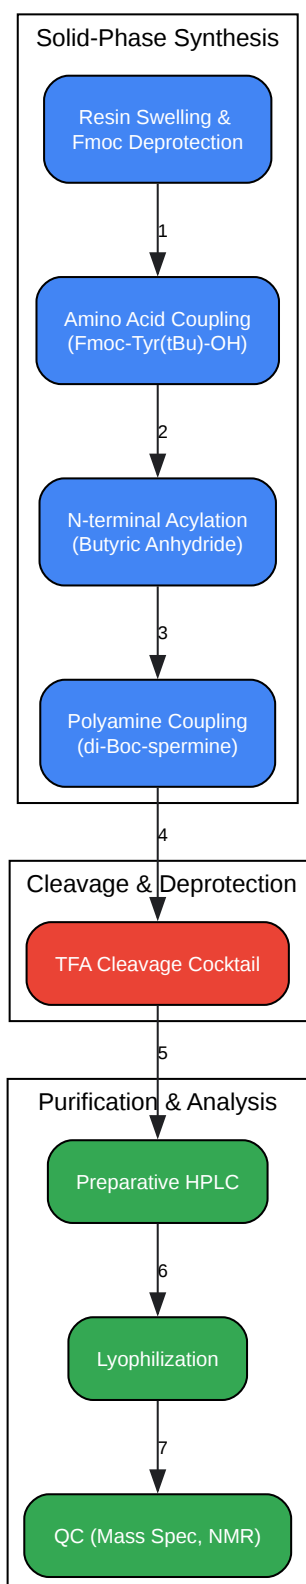 Solid-Phase Synthesis
Resin Swelling &
Fmoc Deprotection
1
Amino Acid Coupling
(Fmoc-Tyr(tBu)-OH)
2
N-terminal Acylation
(Butyric Anhydride)
3
Polyamine Coupling
(di-Boc-spermine)
4
Cleavage & Deprotection
TFA Cleavage Cocktail
5
Purification & Analysis
Preparative HPLC
6
Lyophilization
7
QC (Mass Spec, NMR)